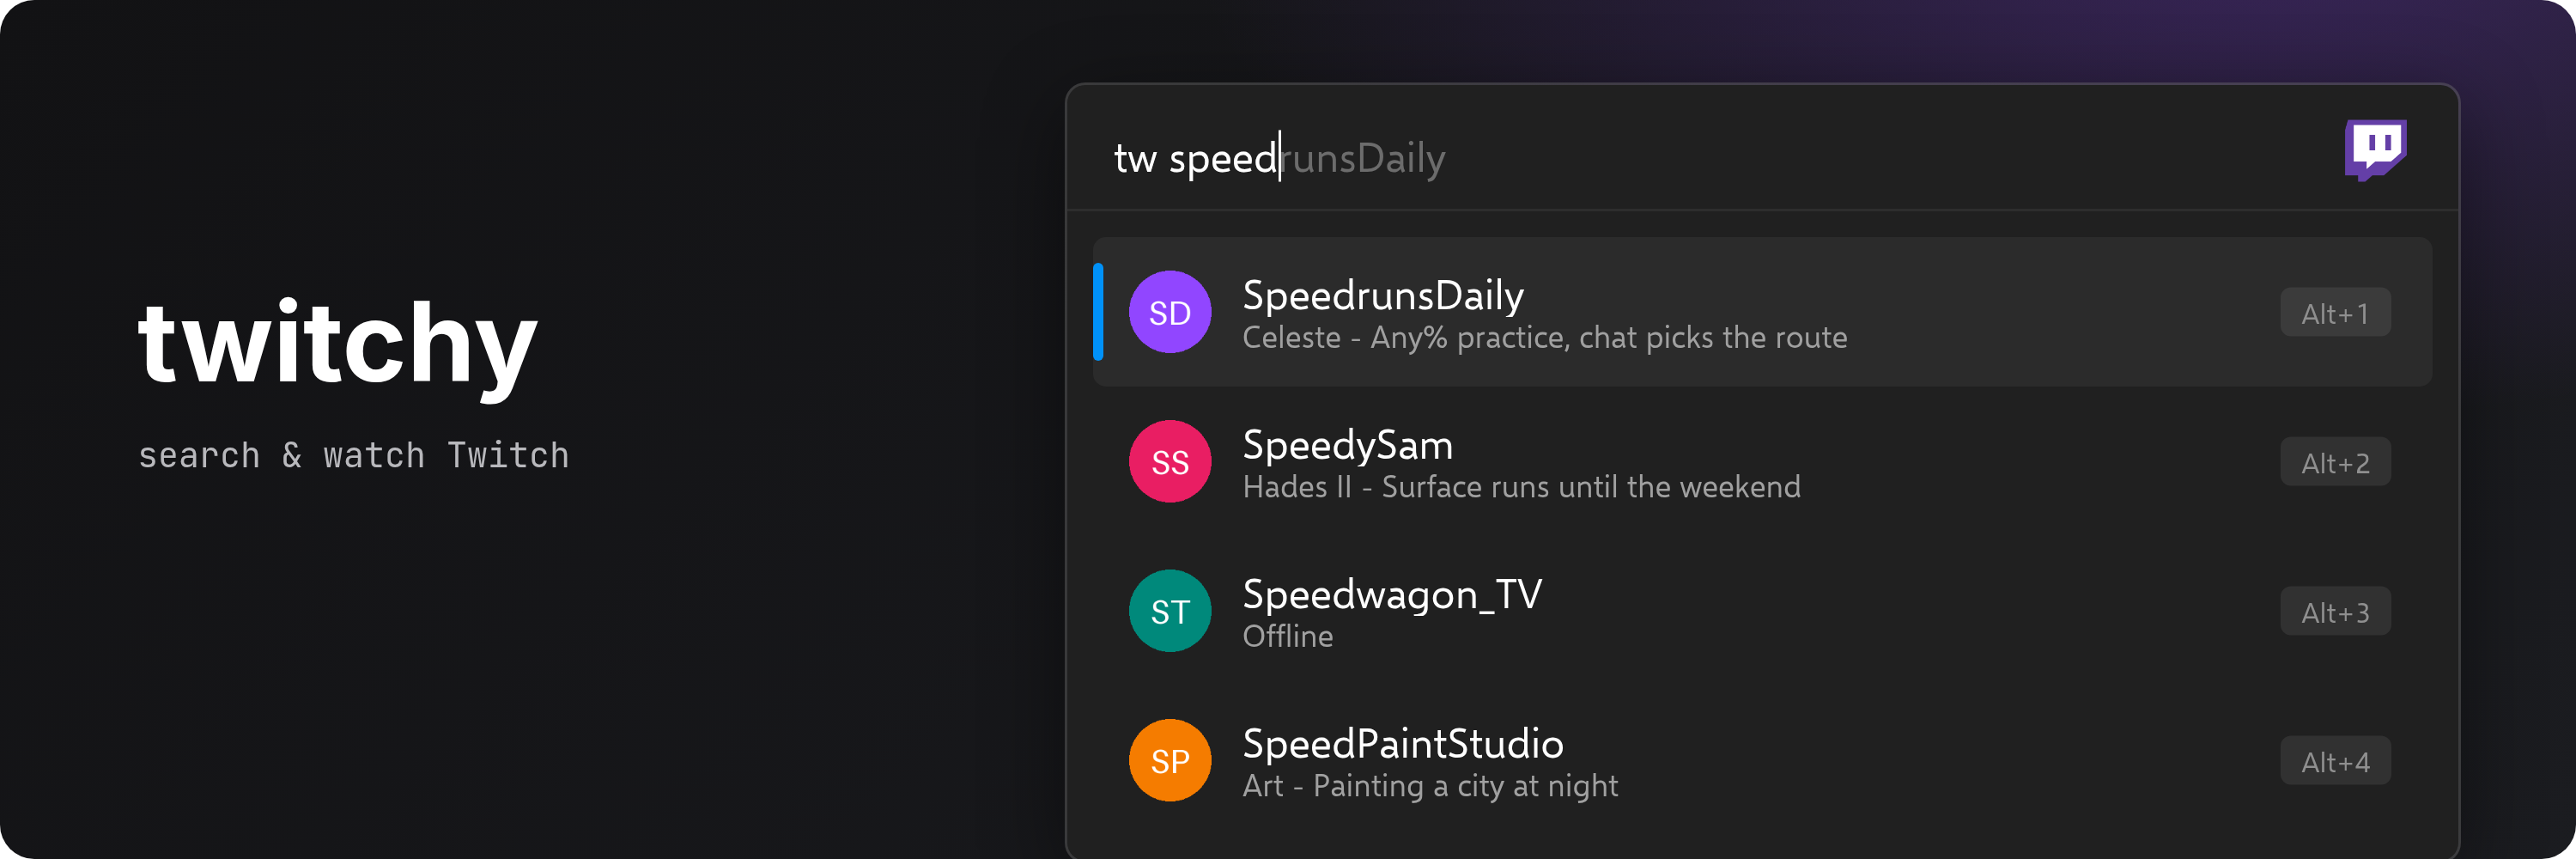 twitchy
search & watch Twitch
tw speedrunsDaily
SD
SpeedrunsDaily
Celeste - Any% practice, chat picks the route
Alt+1
SS
SpeedySam
Hades II - Surface runs until the weekend
Alt+2
ST
Speedwagon_TV
Offline
Alt+3
SP
SpeedPaintStudio
Art - Painting a city at night
Alt+4